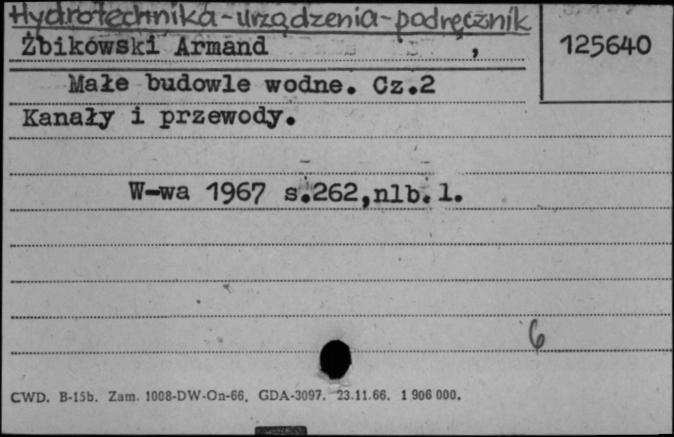 Hydrotechnika-urządzenia-podręcznik
Żbikowski Armand ,
125640
Małe budowle wodne. Cz.2
Kanały i przewody.
W-wa 1967 s.262,nlb.1.
6
CWD. B-15b. Zam. 1008-DW-On-66. GDA-3097. 23.11.66. 1 906 000.